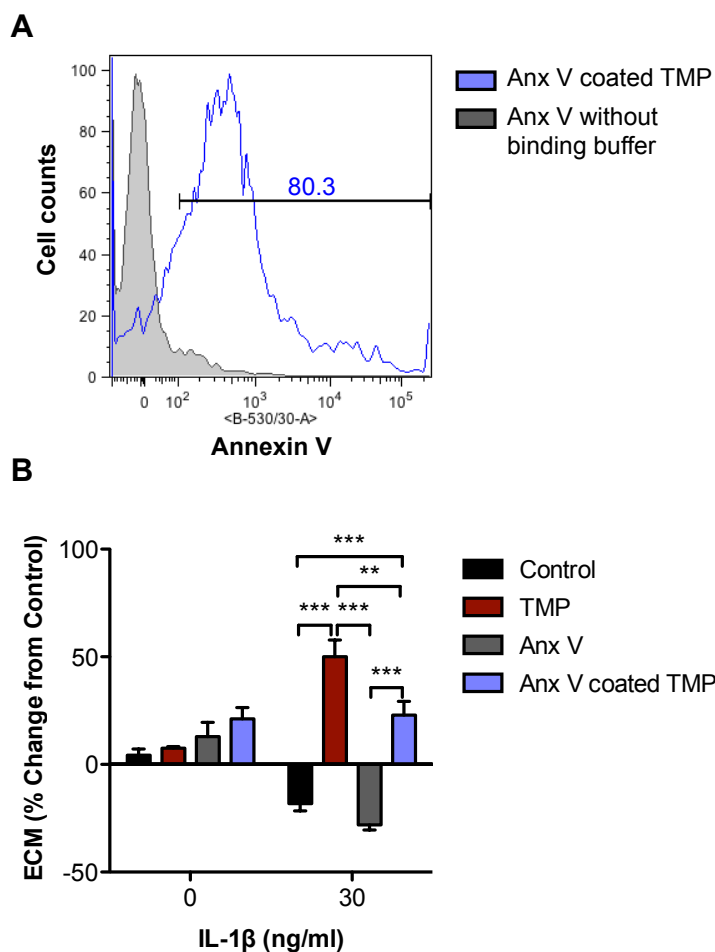 A
Anx V coated TMP
Anx V without
binding buffer
100
80
60
40
20
0
80.3
Cell counts
0 10² 10³ 10⁴ 10⁵
<B-530/30-A>
Annexin V
B
ECM (% Change from Control)
100
50
0
-50
***
**
*** ***
***
Control
TMP
Anx V
Anx V coated TMP
0 30
IL-1β (ng/ml)